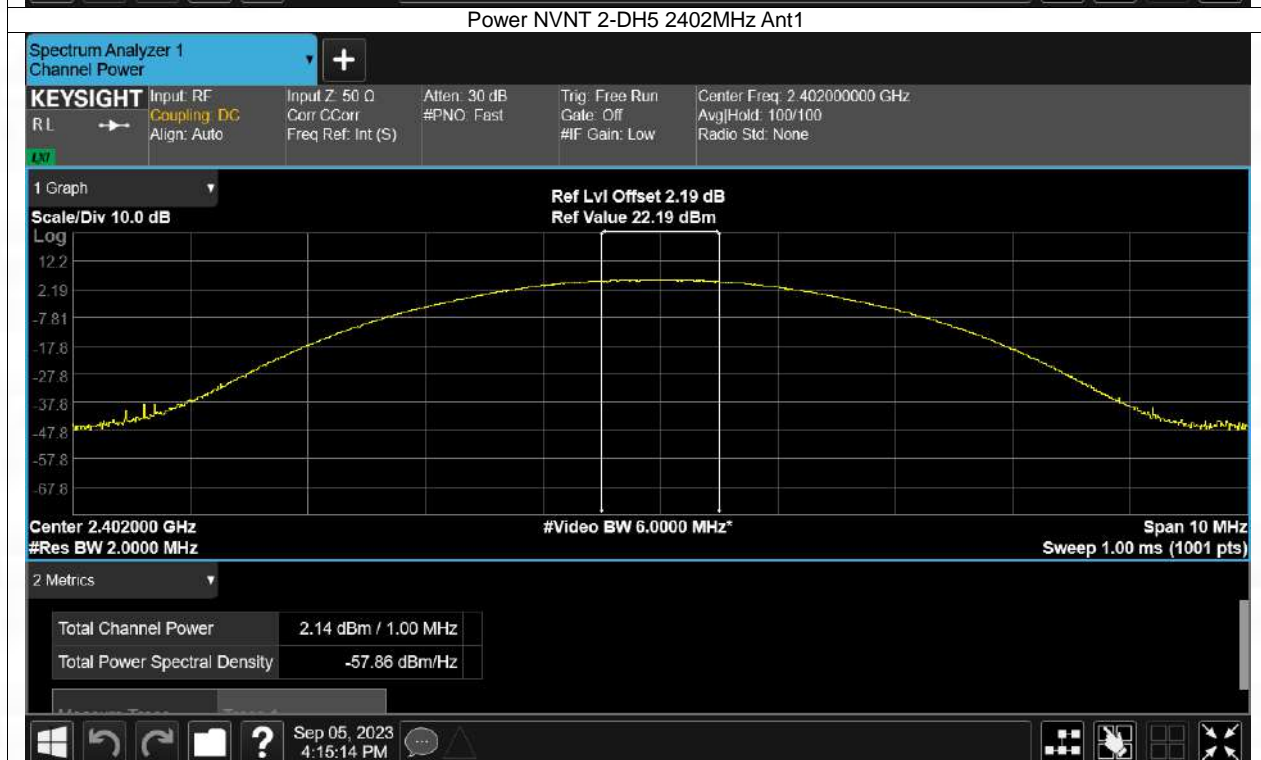 Power NVNT 2-DH5 2402MHz Ant1
Spectrum Analyzer 1
Channel Power
+
KEYSIGHT
RL
LXI
Input: RF
Coupling: DC
Align: Auto
Input Z: 50 Ω
Corr CCorr
Freq Ref: Int (S)
Atten: 30 dB
#PNO: Fast
Trig: Free Run
Gate: Off
#IF Gain: Low
Center Freq: 2.402000000 GHz
Avg|Hold: 100/100
Radio Std: None
1 Graph
Scale/Div 10.0 dB
Ref Lvl Offset 2.19 dB
Ref Value 22.19 dBm
Log
12.2
2.19
-7.81
-17.8
-27.8
-37.8
-47.8
-57.8
-67.8
Center 2.402000 GHz
#Res BW 2.0000 MHz
#Video BW 6.0000 MHz*
Span 10 MHz
Sweep 1.00 ms (1001 pts)
2 Metrics
Total Channel Power 2.14 dBm / 1.00 MHz
Total Power Spectral Density -57.86 dBm/Hz
?
Sep 05, 2023
4:15:14 PM